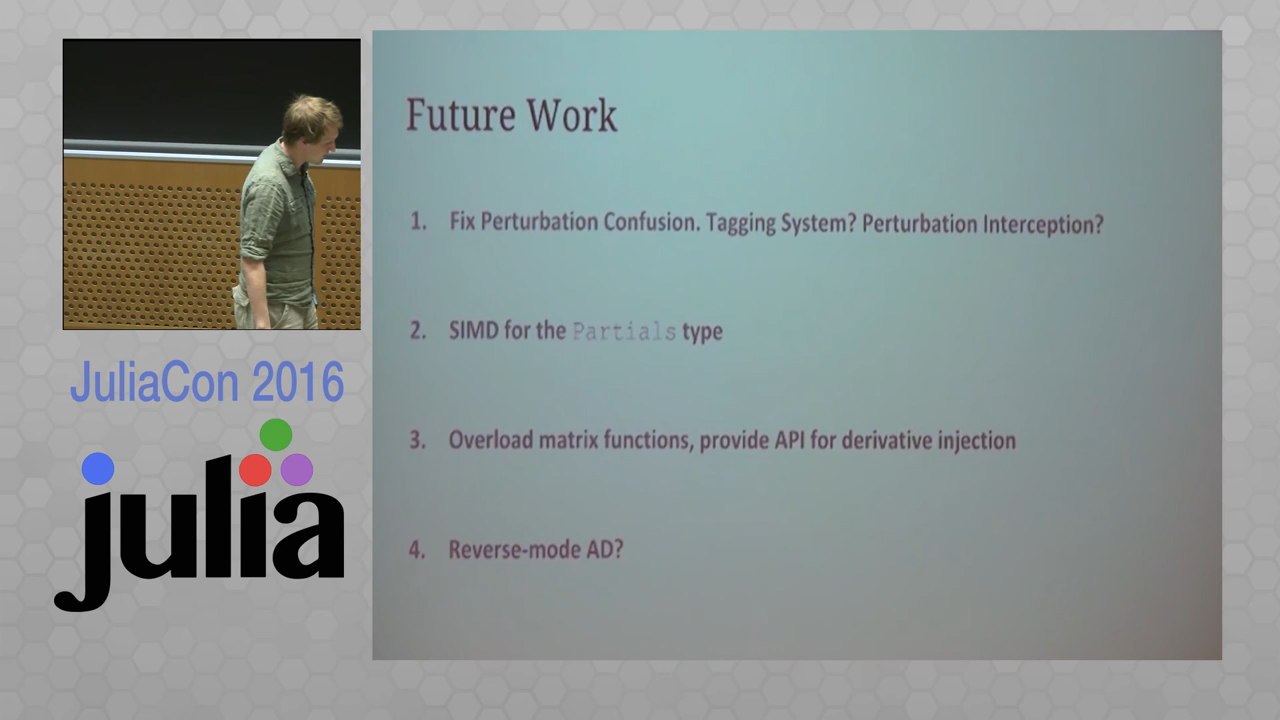 Future Work
1. Fix Perturbation Confusion. Tagging System? Perturbation Interception?
2. SIMD for the Partials type
3. Overload matrix functions, provide API for derivative injection
4. Reverse-mode AD?
JuliaCon 2016
julia